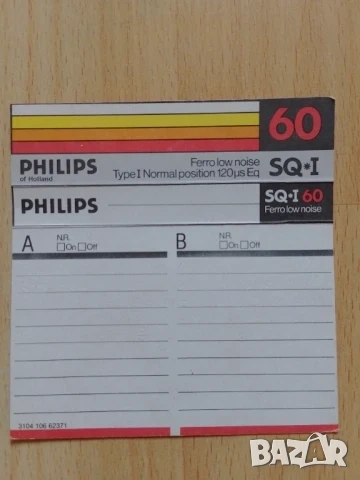 60
PHILIPS
of Holland
Ferro low noise
Type I Normal position 120µs Eq
SQ*I
PHILIPS
SQ*I 60
Ferro low noise
A N.R. □On □Off
B N.R. □On □Off
3104 106 62371
bazar